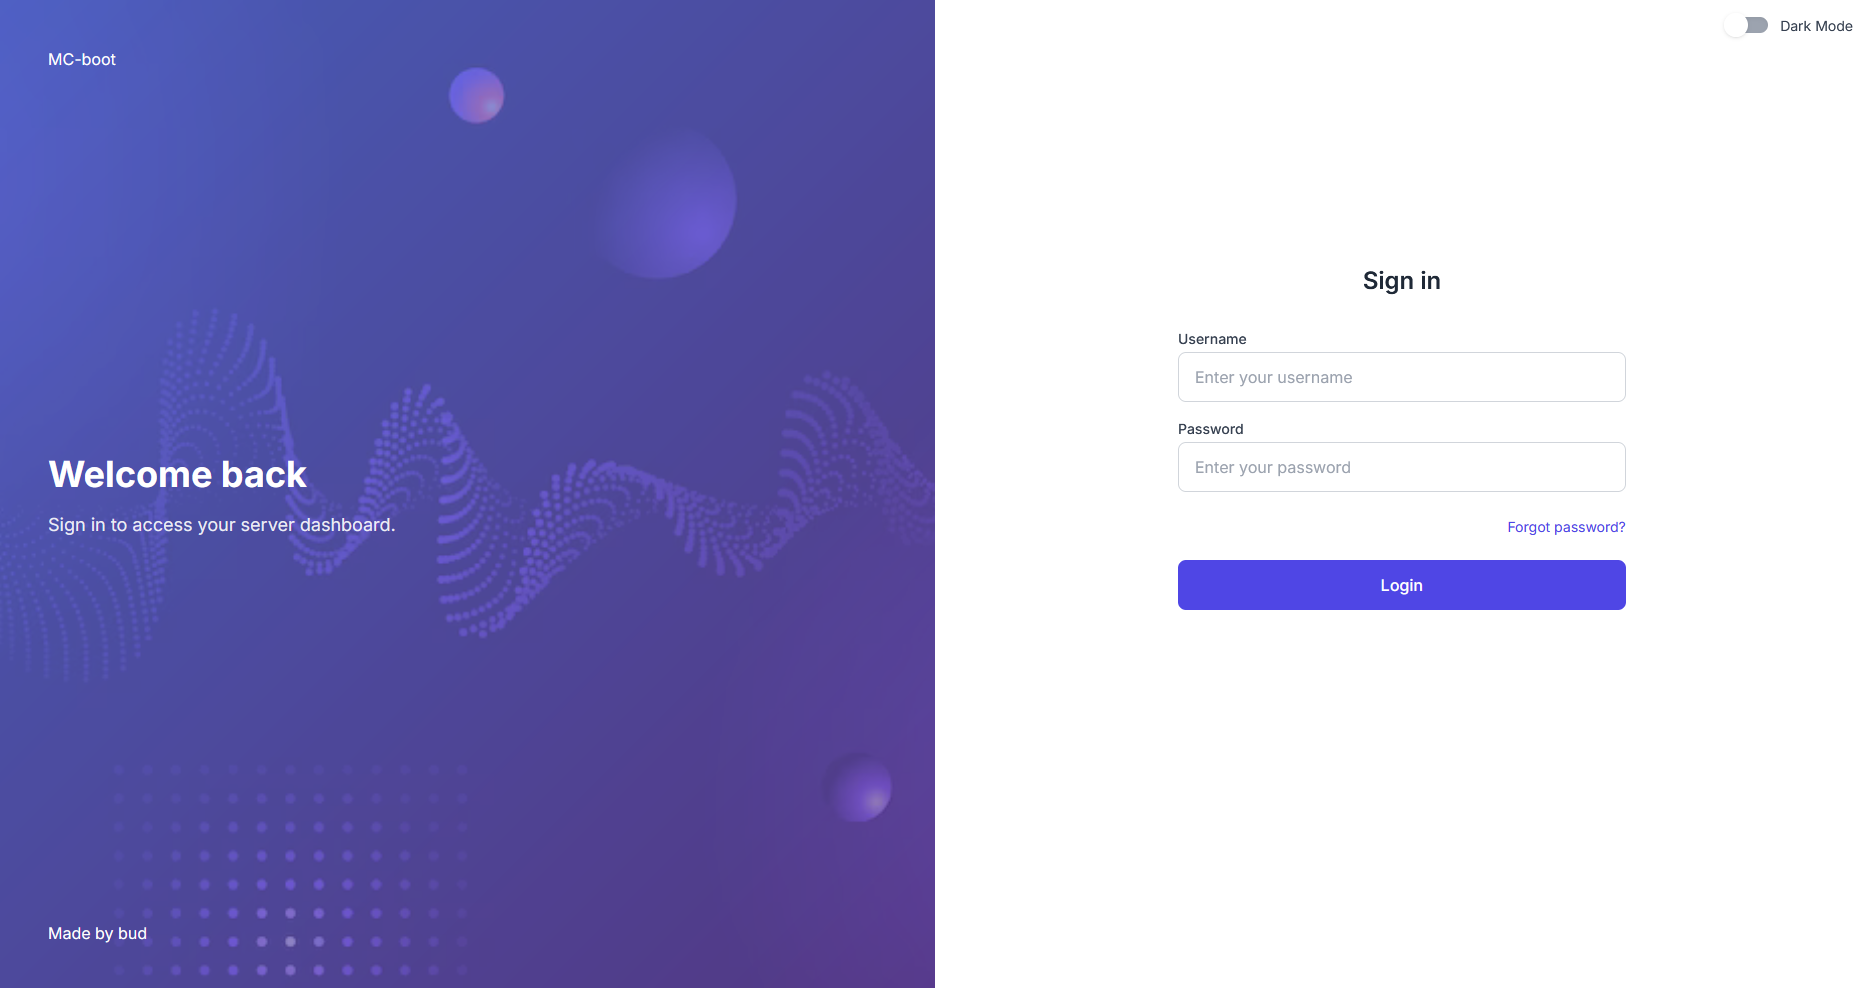 MC-boot
Welcome back
Sign in to access your server dashboard.
Made by bud
Dark Mode
Sign in
Username
Enter your username
Password
Enter your password
Forgot password?
Login